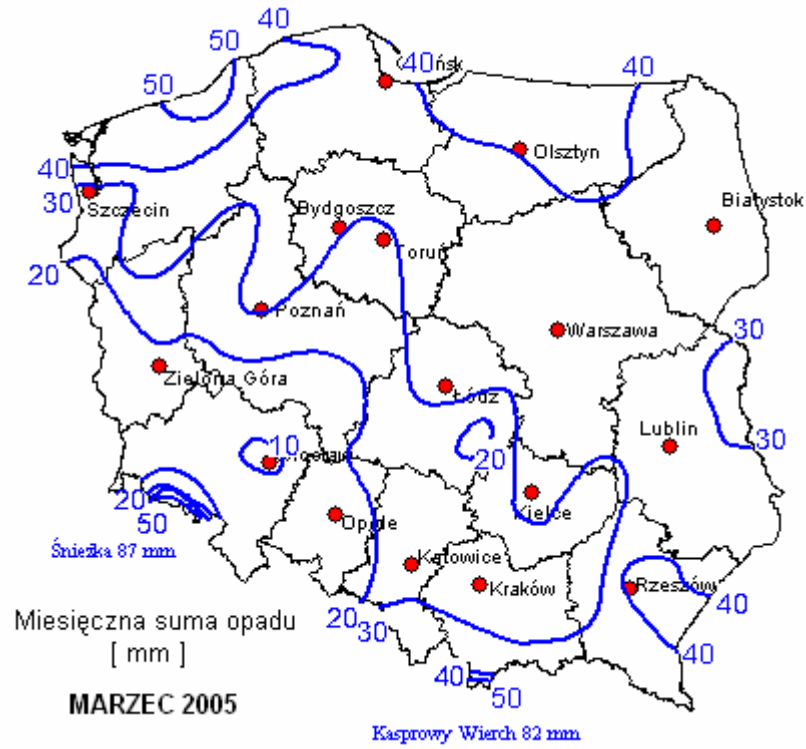 40
50
50
40
40
Olsztyn
40
30
Szczecin
Bydgoszcz
Toruń
Białystok
20
Poznań
Warszawa
30
Zielona Góra
Łódz
Lublin
30
10
20
20
50
Opole
Kielce
Śnieżka 87 mm
Katowice
Kraków
Rzeszów
40
20
30
40
40
50
Miesięczna suma opadu
[ mm ]
MARZEC 2005
Kasprowy Wierch 82 mm